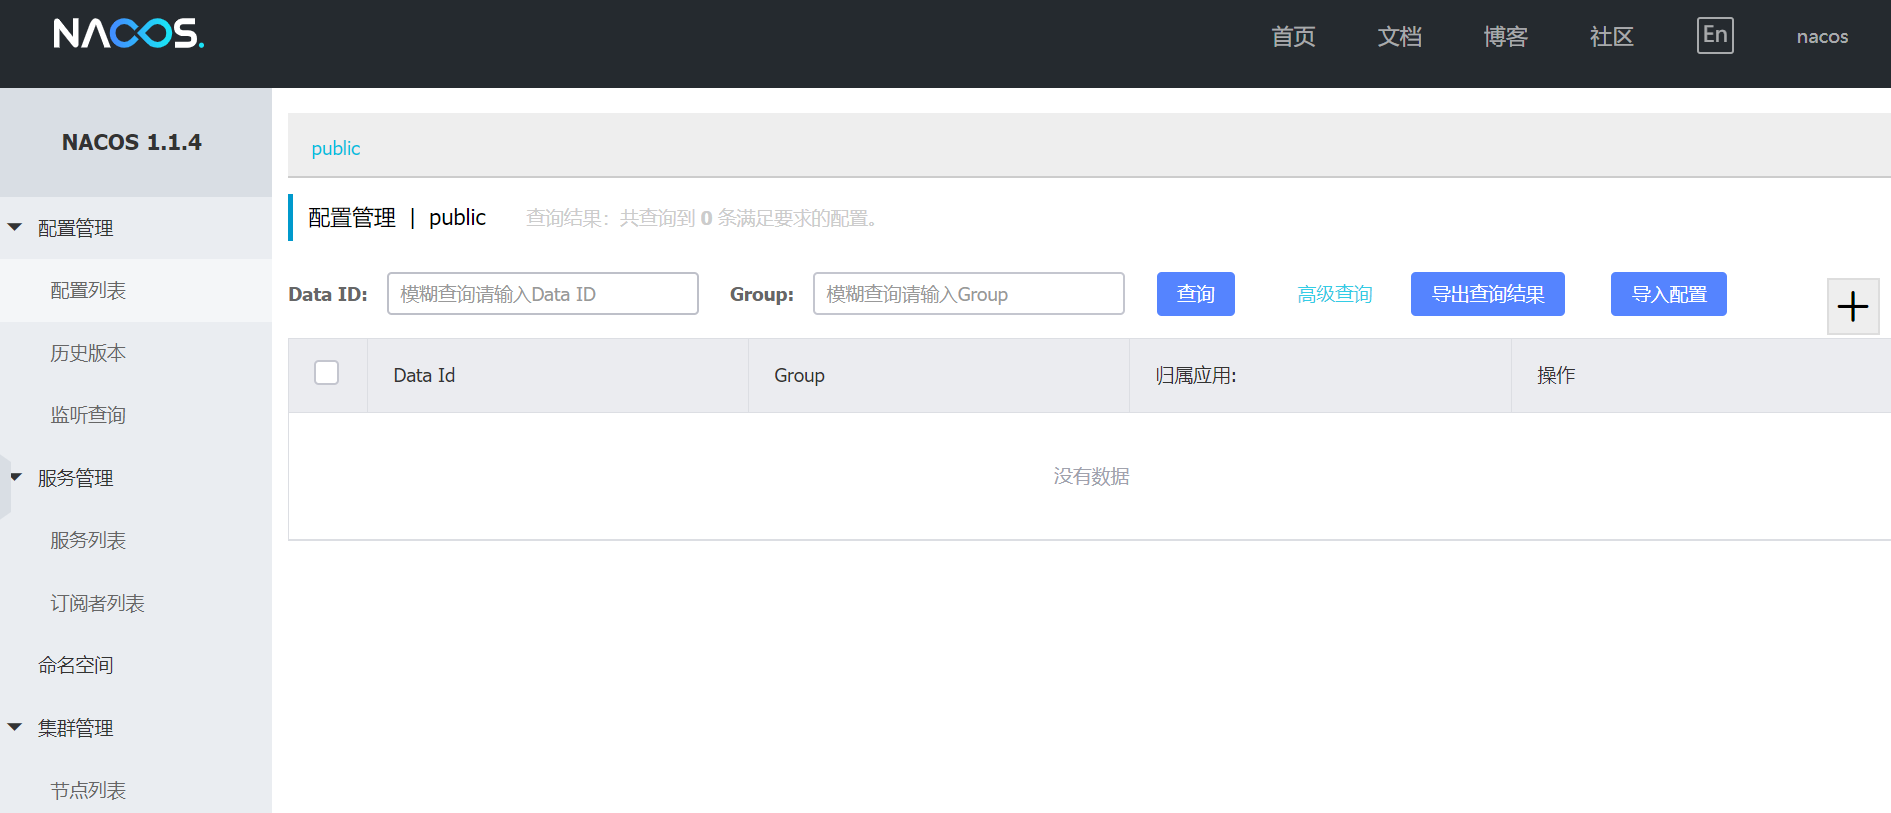 NACOS.
首页 文档 博客 社区 En nacos
NACOS 1.1.4
配置管理
配置列表
历史版本
监听查询
服务管理
服务列表
订阅者列表
命名空间
集群管理
节点列表
public
配置管理 | public 查询结果：共查询到 0 条满足要求的配置。
Data ID: 模糊查询请输入Data ID Group: 模糊查询请输入Group 查询 高级查询 导出查询结果 导入配置
Data Id Group 归属应用: 操作
没有数据